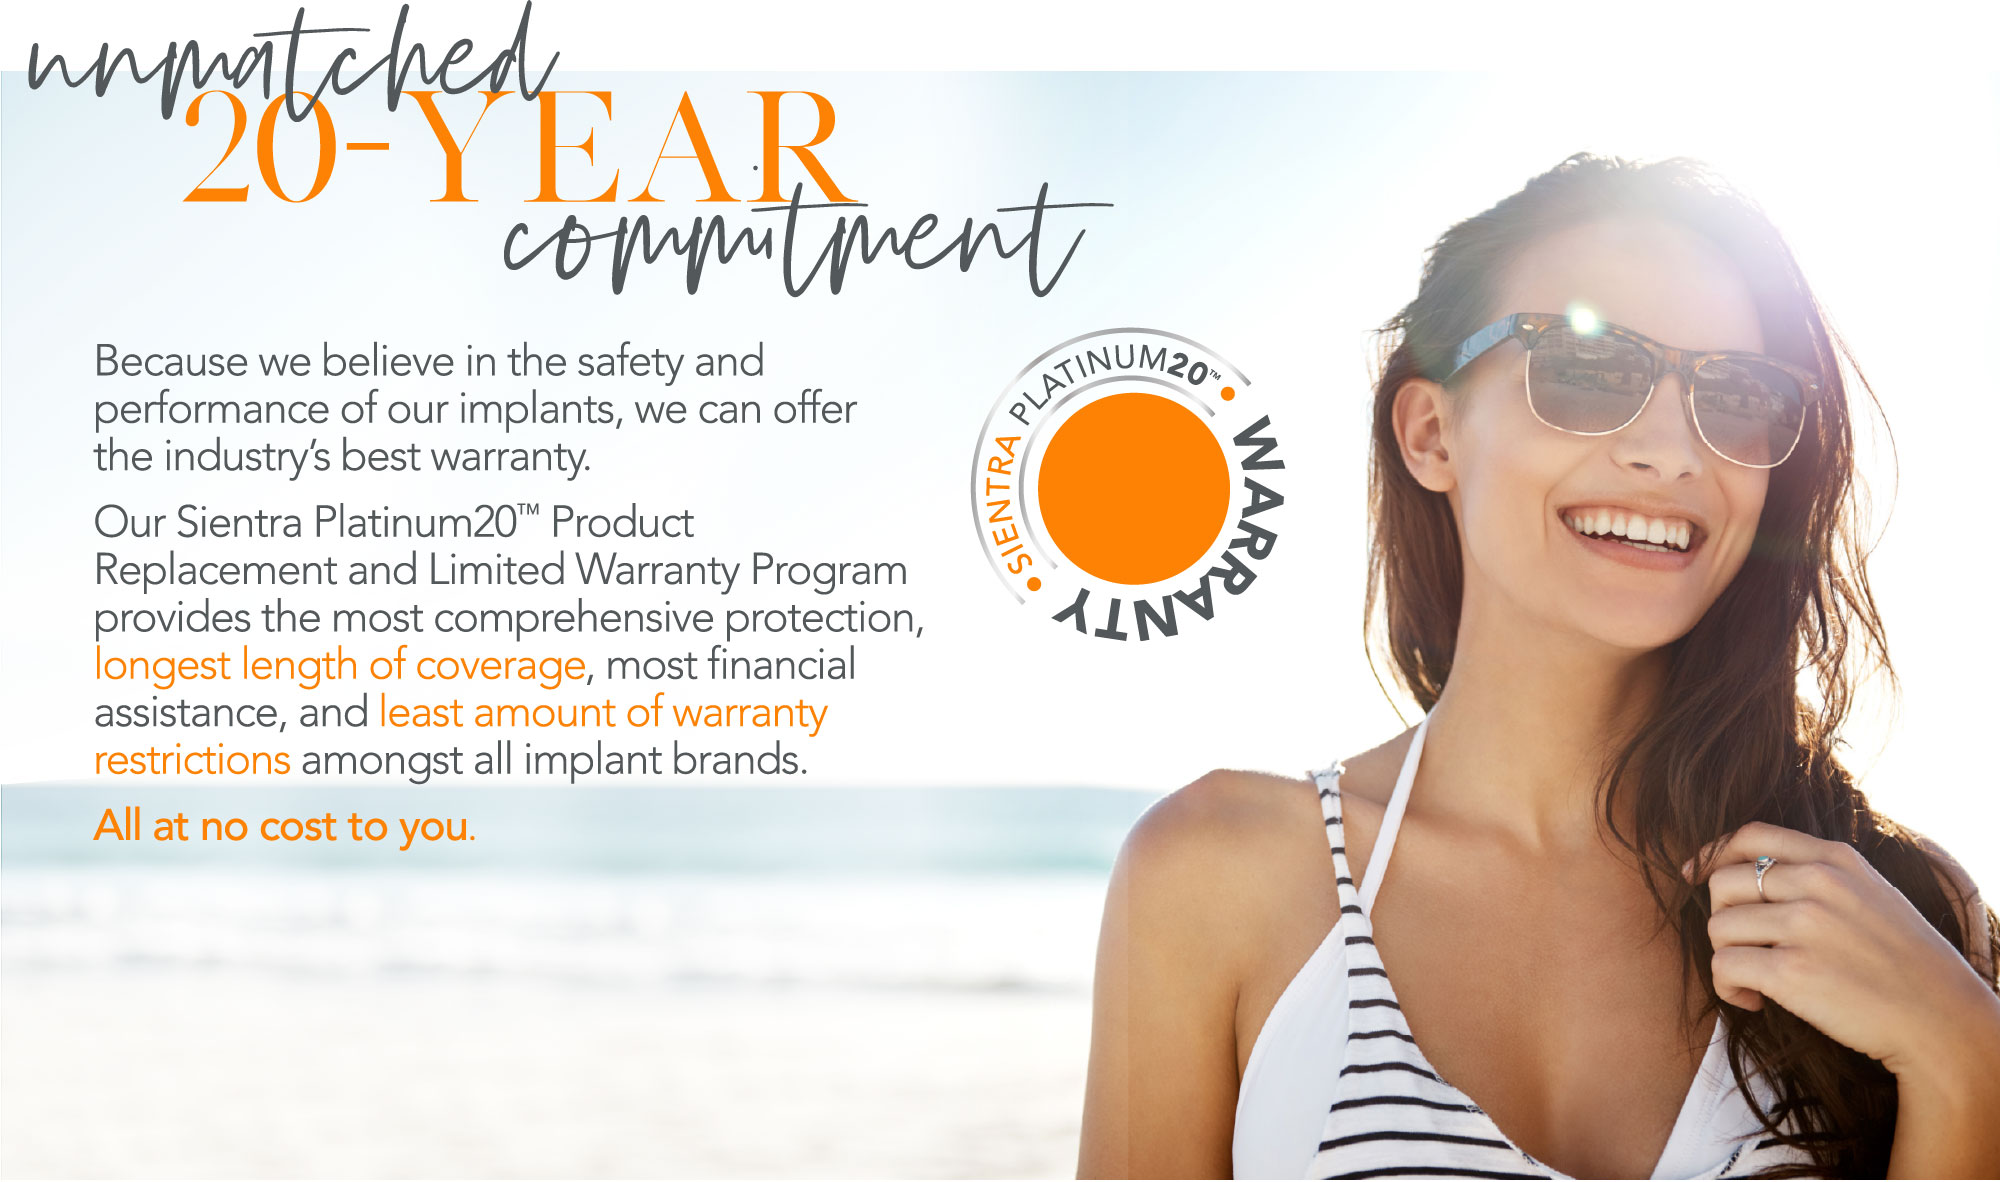 unmatched
20-YEAR
commitment
Because we believe in the safety and
performance of our implants, we can offer
the industry's best warranty.
Our Sientra Platinum20™ Product
Replacement and Limited Warranty Program
provides the most comprehensive protection,
longest length of coverage, most financial
assistance, and least amount of warranty
restrictions amongst all implant brands.
All at no cost to you.
• SIENTRA PLATINUM20™ •
WARRANTY